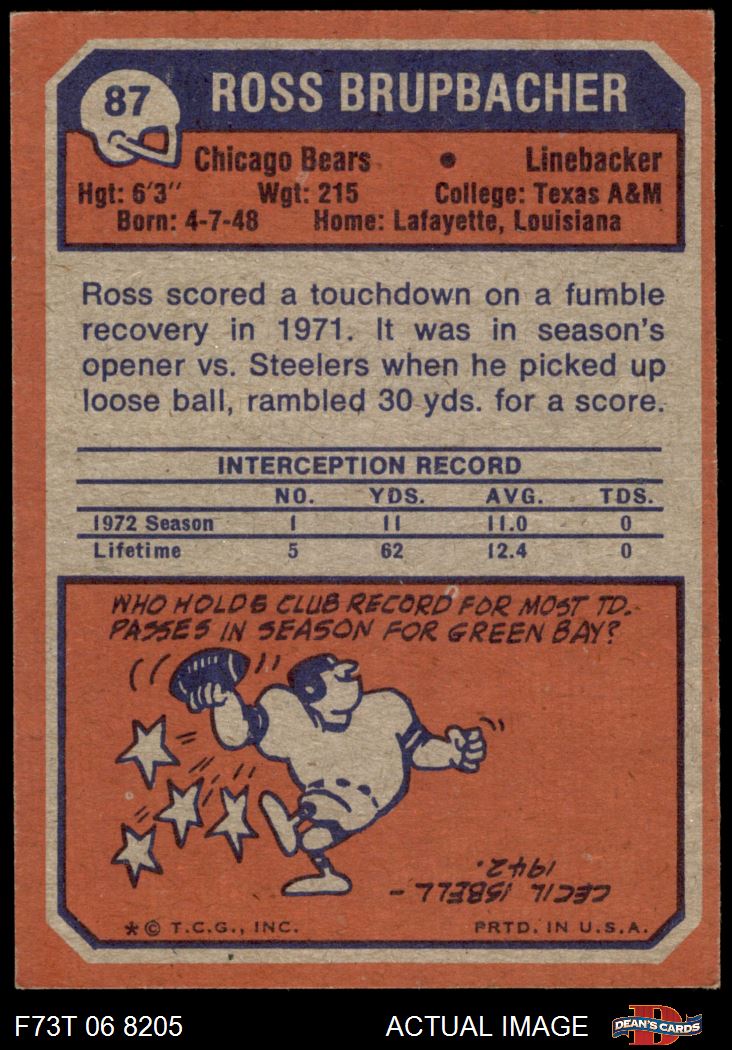 87
ROSS BRUPBACHER
Chicago Bears • Linebacker
Hgt: 6'3" Wgt: 215 College: Texas A&M
Born: 4-7-48 Home: Lafayette, Louisiana
Ross scored a touchdown on a fumble
recovery in 1971. It was in season's
opener vs. Steelers when he picked up
loose ball, rambled 30 yds. for a score.
INTERCEPTION RECORD
NO. YDS. AVG. TDS.
1972 Season 1 11 11.0 0
Lifetime 5 62 12.4 0
WHO HOLDS CLUB RECORD FOR MOST TD.
PASSES IN SEASON FOR GREEN BAY?
CECIL ISBELL -
1942.
* © T.C.G., INC. PRTD. IN U.S.A.
F73T 06 8205 ACTUAL IMAGE
D
DEAN'S CARDS